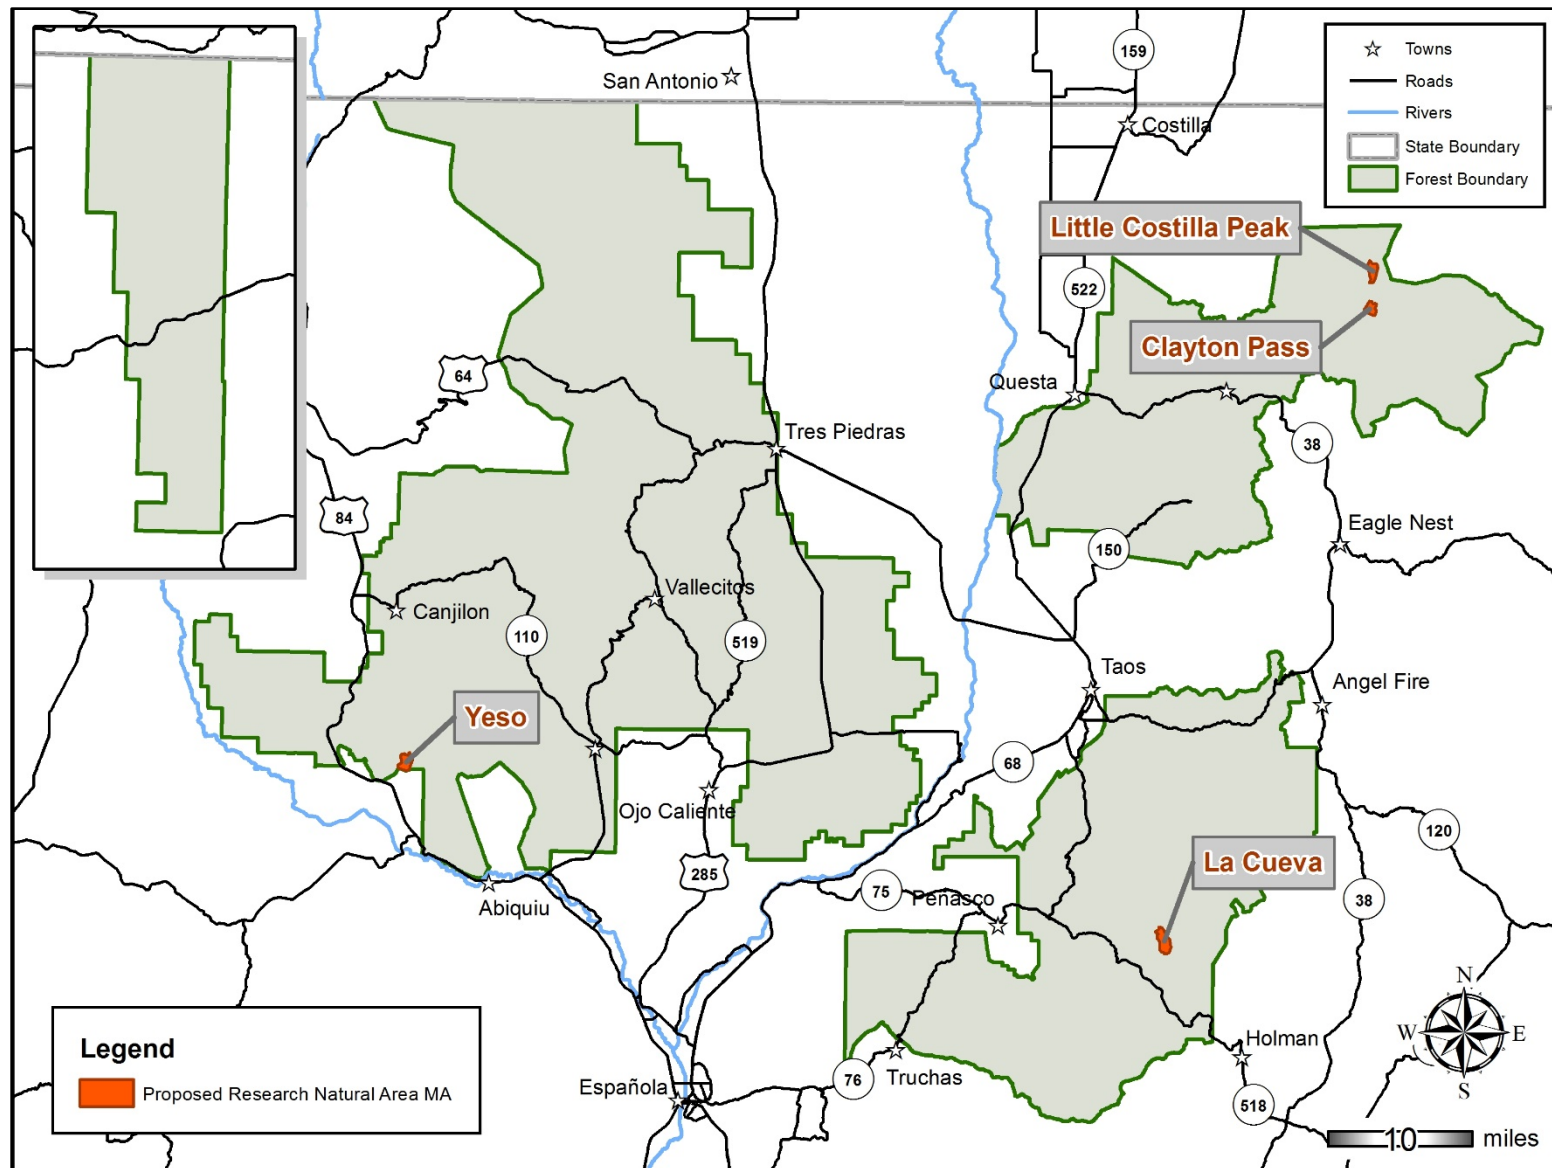 159
San Antonio
Costilla
Towns
Roads
Rivers
State Boundary
Forest Boundary
Little Costilla Peak
522
Clayton Pass
64
Questa
Tres Piedras
38
84
Eagle Nest
150
Vallecitos
Canjilon
110
519
Taos
Angel Fire
Yeso
68
Ojo Caliente
120
La Cueva
285
75
Peñasco
Abiquiu
38
N
W
E
S
Legend
Proposed Research Natural Area MA
Holman
Española
76
Truchas
518
10 miles